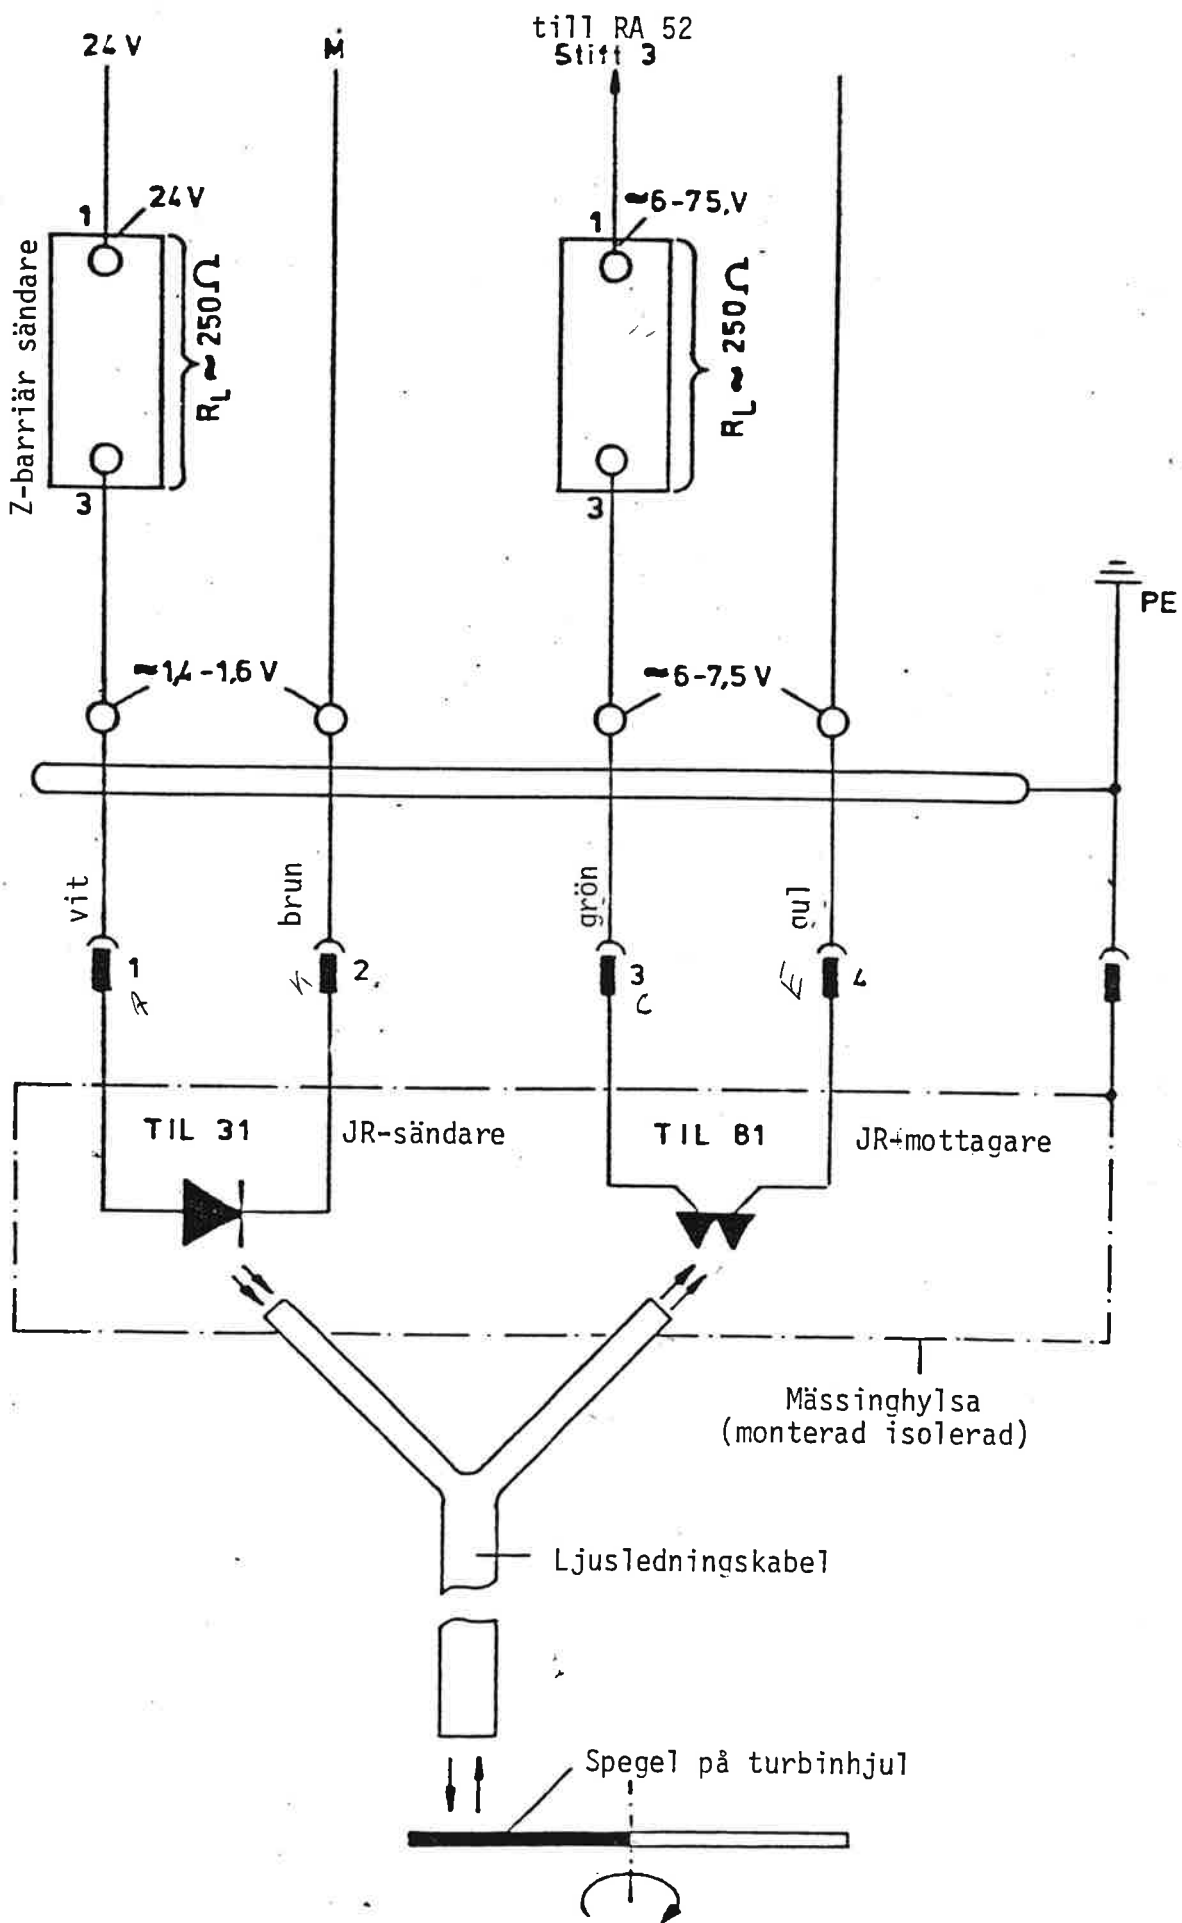 till RA 52
24V
M
Stift 3
24V
≈6-75,V
1
1
Z-barriär sändare
RL ≈ 250Ω
RL ≈ 250Ω
3
3
PE
≈1,4-1,6 V
≈6-7,5 V
vit
brun
grön
gul
1
2.
3
4
A
K
C
E
TIL 31
JR-sändare
TIL 81
JR-mottagare
Mässinghylsa
(monterad isolerad)
Ljusledningskabel
Spegel på turbinhjul